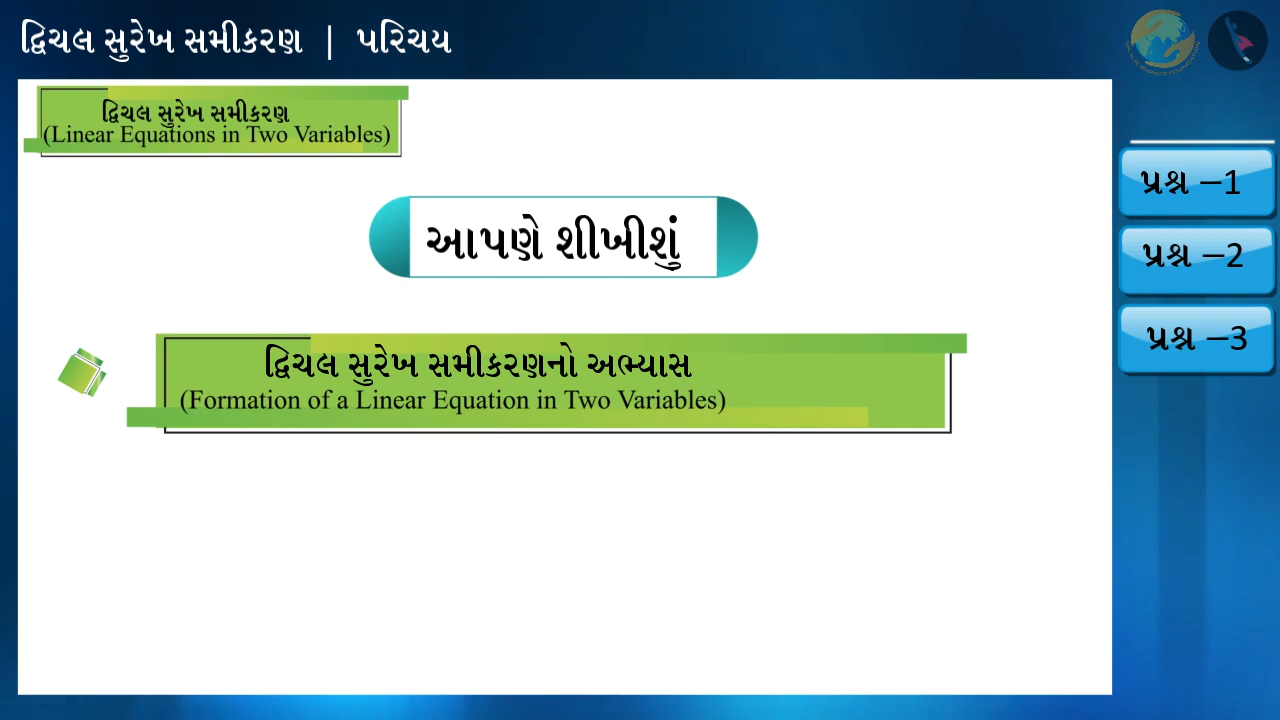 દ્વિચલ સુરેખ સમીકરણ | પરિચય
દ્વિચલ સુરેખ સમીકરણ
(Linear Equations in Two Variables)
આપણે શીખીશું
દ્વિચલ સુરેખ સમીકરણનો અભ્યાસ
(Formation of a Linear Equation in Two Variables)
પ્રશ્ન –1
પ્રશ્ન –2
પ્રશ્ન –3